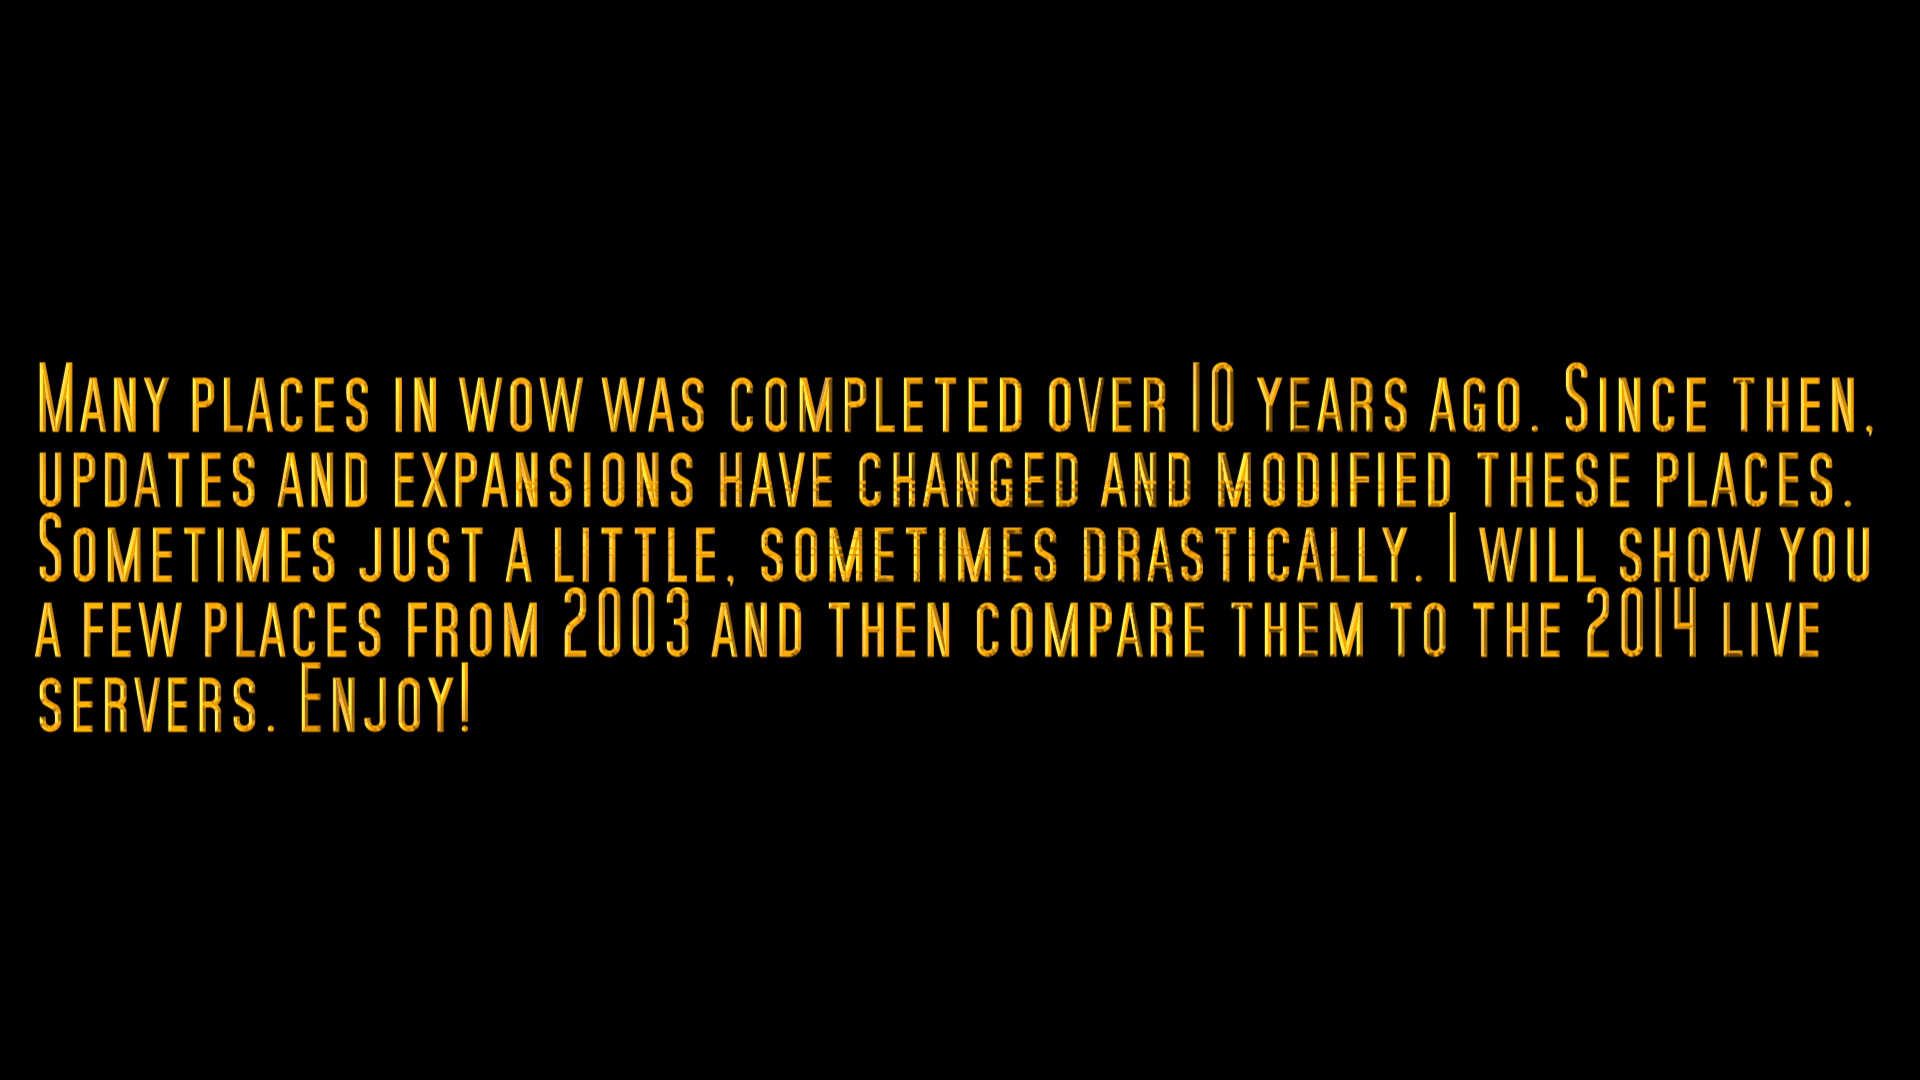 Many places in wow was completed over 10 years ago. Since then,
updates and expansions have changed and modified these places.
Sometimes just a little, sometimes drastically. I will show you
a few places from 2003 and then compare them to the 2014 live
servers. Enjoy!